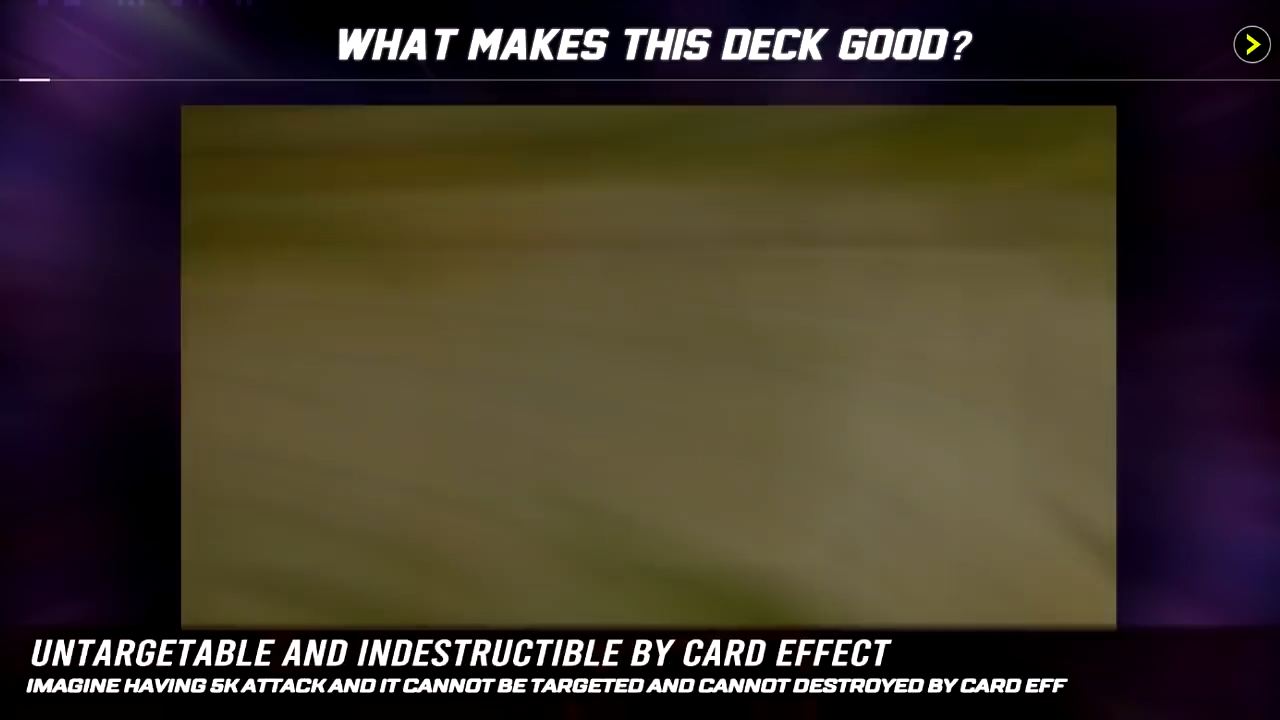 WHAT MAKES THIS DECK GOOD?
UNTARGETABLE AND INDESTRUCTIBLE BY CARD EFFECT
IMAGINE HAVING 5K ATTACK AND IT CANNOT BE TARGETED AND CANNOT DESTROYED BY CARD EFF